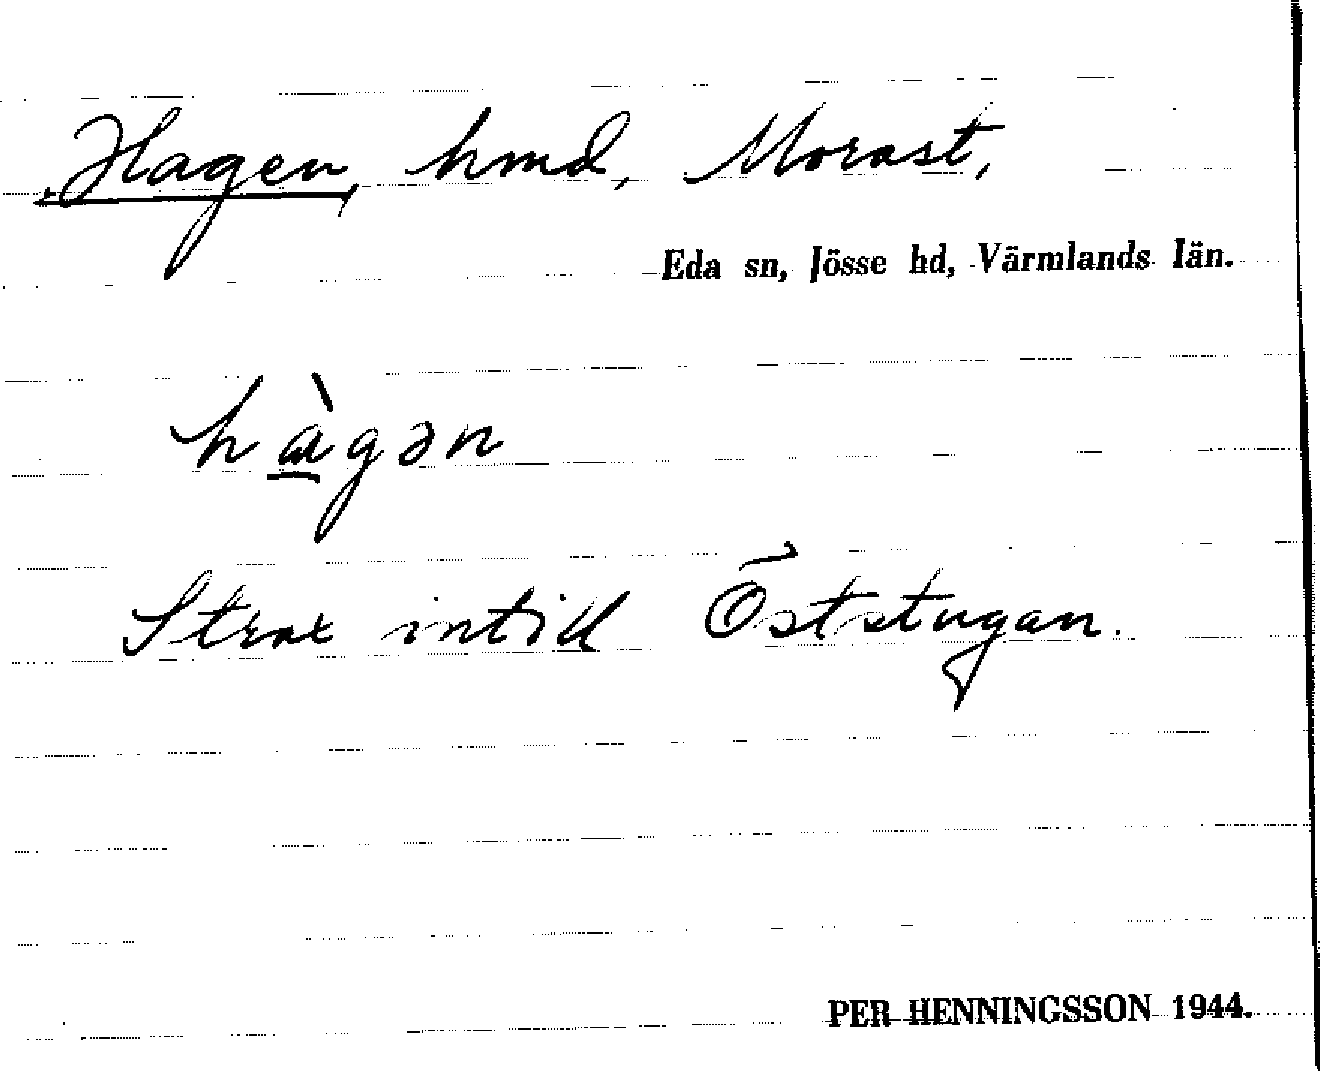 Hagen, hmd, Morast,
Eda sn, Jösse hd, Värmlands län.
hàgən
Strax intill Öststugan.
PER HENNINGSSON 1944.